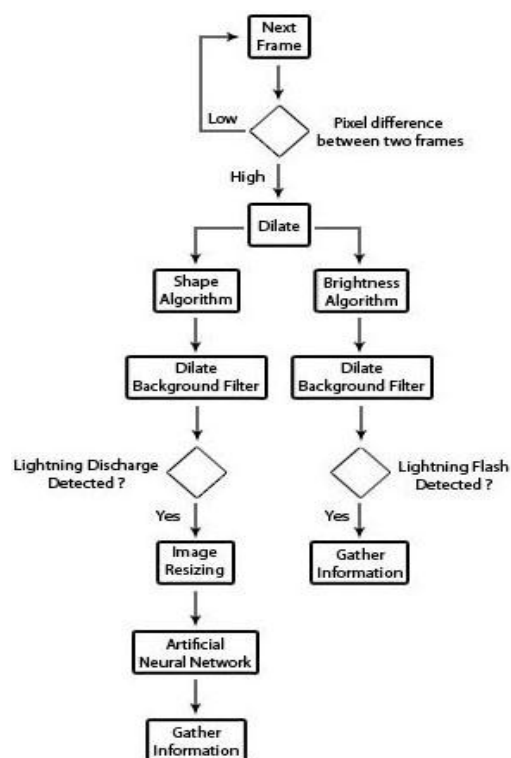 Next
Frame
Low
Pixel difference
between two frames
High
Dilate
Shape
Algorithm
Brightness
Algorithm
Dilate
Background Filter
Dilate
Background Filter
Lightning Discharge
Detected ?
Lightning Flash
Detected ?
Yes
Yes
Image
Resizing
Gather
Information
Artificial
Neural Network
Gather
Information